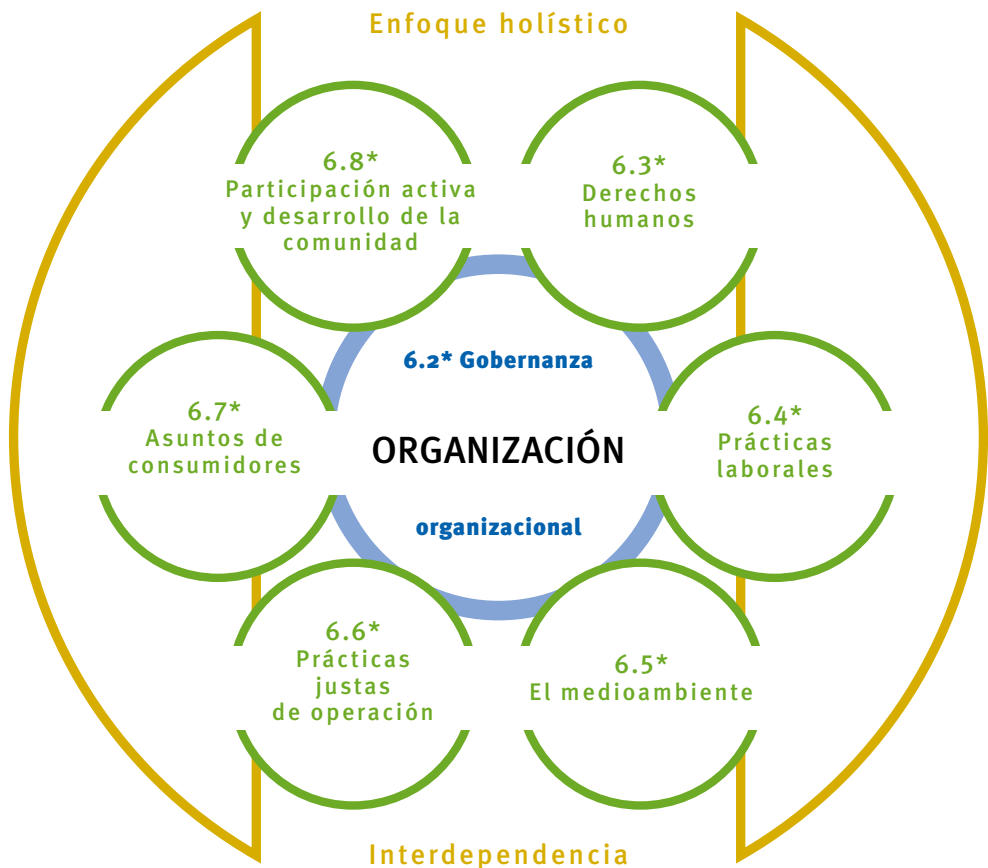 Enfoque holístico
6.8*
Participación activa
y desarrollo de la
comunidad
6.3*
Derechos
humanos
6.2* Gobernanza
ORGANIZACIÓN
organizacional
6.7*
Asuntos de
consumidores
6.4*
Prácticas
laborales
6.6*
Prácticas
justas
de operación
6.5*
El medioambiente
Interdependencia